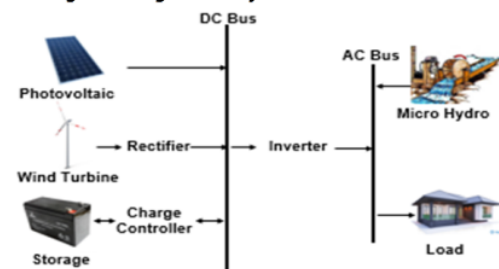 DC Bus
AC Bus
Photovoltaic
Micro Hydro
Rectifier
Inverter
Wind Turbine
Charge
Controller
Storage
Load